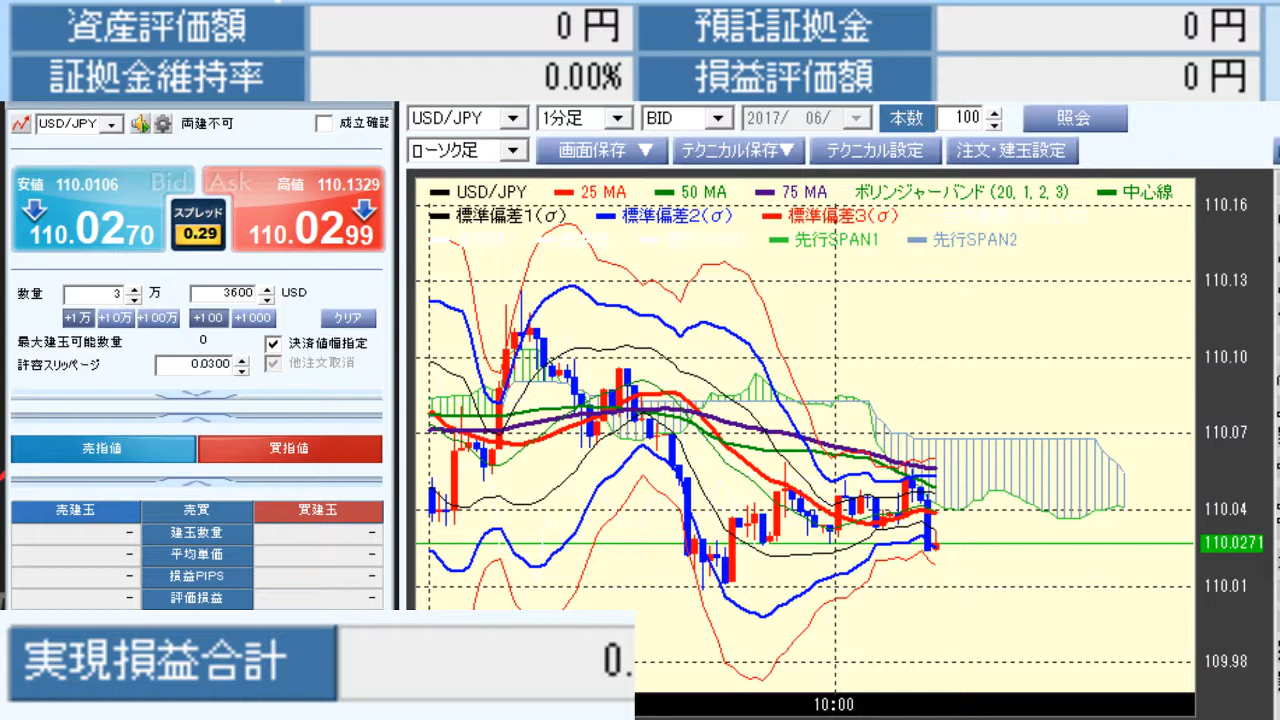 資産評価額 0 円 預託証拠金 0 円
証拠金維持率 0.00% 損益評価額 0 円
USD/JPY 両建不可 成立確認
安値 110.0106 Bid Ask 高値 110.1329
110.0270 スプレッド 0.29 110.0299
数量 3 万 3600 USD
+1万 +10万 +100万 +100 +1000 クリア
最大建玉可能数量 0 決済値幅指定
許容スリッページ 0.0300 他注文取消
売指値 買指値
売建玉 売買 買建玉
- 建玉数量 -
- 平均単価 -
- 損益PIPS -
- 評価損益 -
実現損益合計 0.
USD/JPY 1分足 BID 2017/ 06/ 本数 100 照会
ローソク足 画面保存 ▼ テクニカル保存▼ テクニカル設定 注文・建玉設定
USD/JPY 25 MA 50 MA 75 MA ボリンジャーバンド (20, 1, 2, 3) 中心線
標準偏差1(σ) 標準偏差2(σ) 標準偏差3(σ)
先行SPAN1 先行SPAN2
110.16
110.13
110.10
110.07
110.04
110.0271
110.01
109.98
10:00